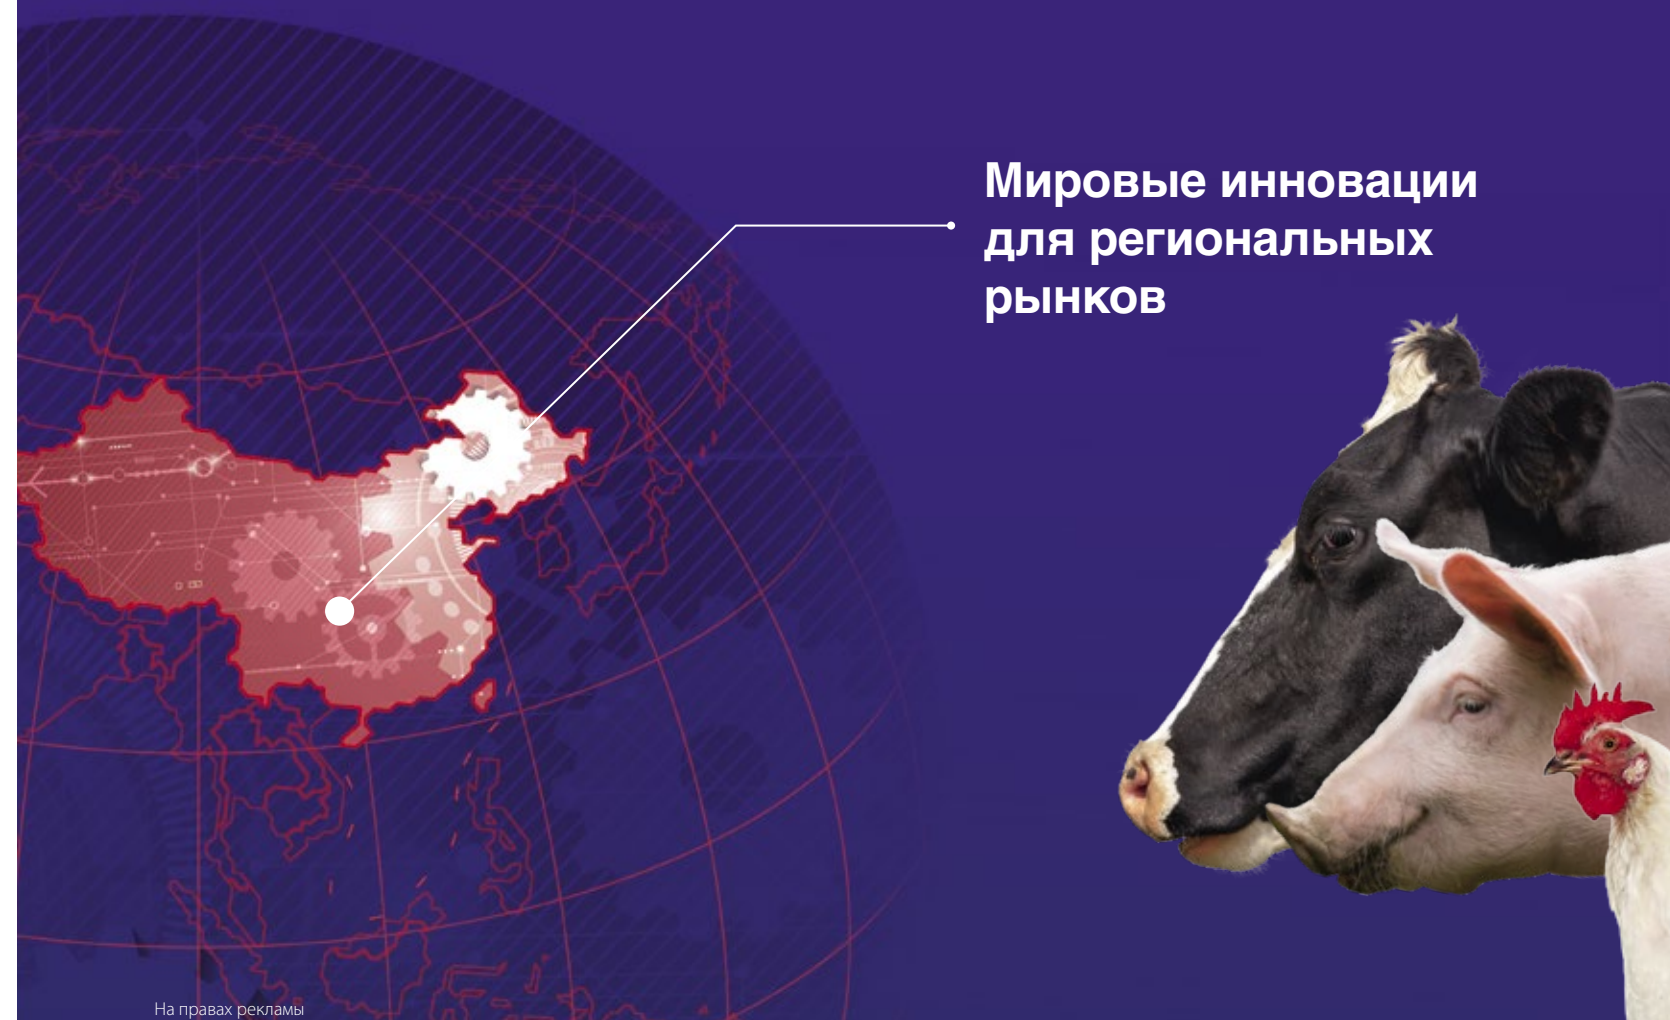 Мировые инновации
для региональных
рынков
На правах рекламы